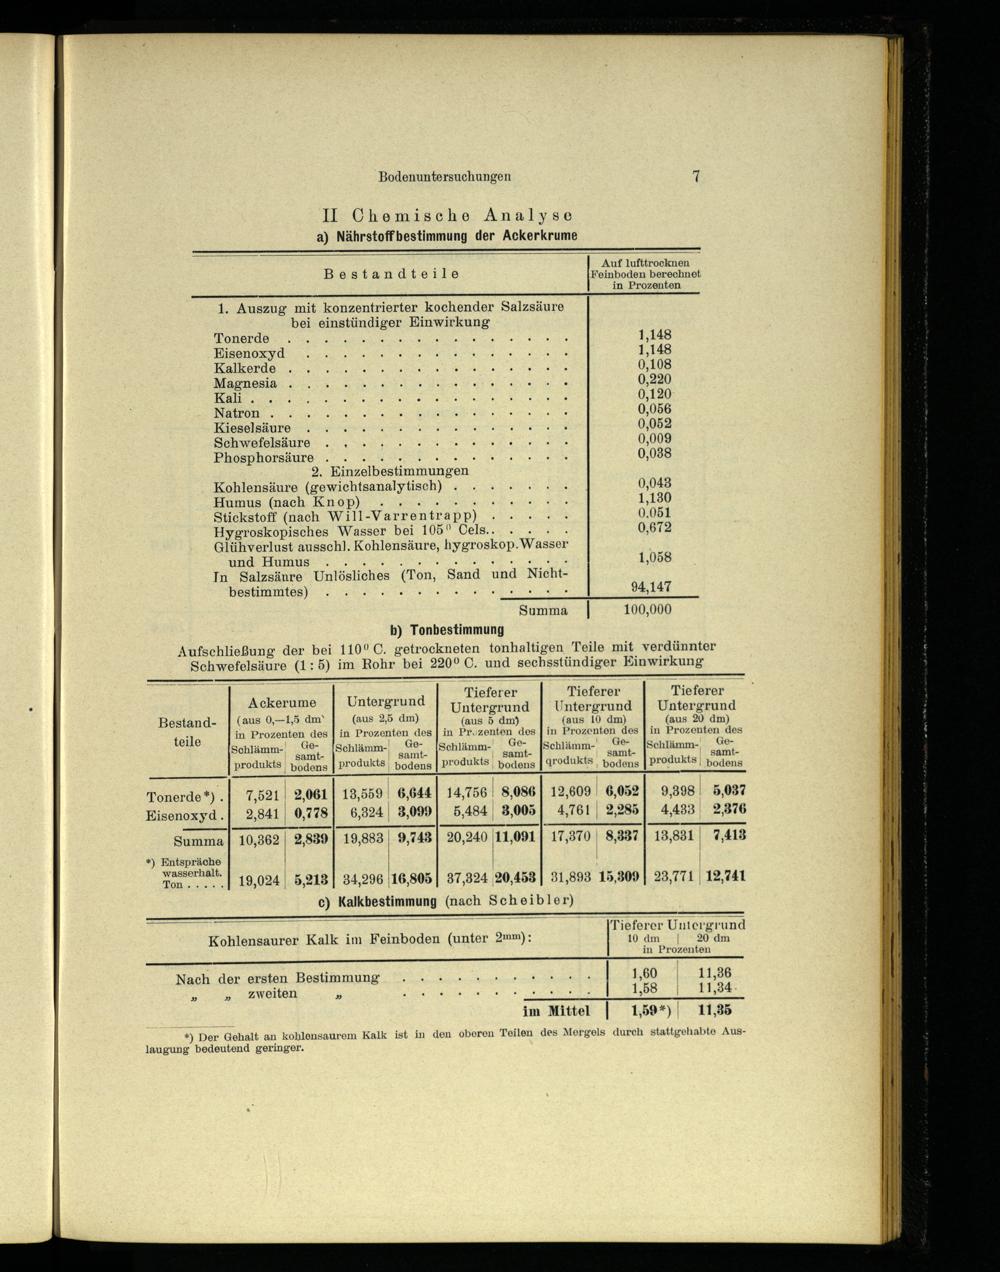 Bodenuntersuchungen 7
II Chemische Analyse
a) Nährstoffbestimmung der Ackerkrume
Bestandteile
Auf lufttrocknen
Feinboden berechnet
in Prozenten
1. Auszug mit konzentrierter kochender Salzsäure
bei einstündiger Einwirkung
Tonerde . . . . . . . . . . . . . . . . 1,148
Eisenoxyd . . . . . . . . . . . . . . . 1,148
Kalkerde . . . . . . . . . . . . . . . . 0,108
Magnesia . . . . . . . . . . . . . . . . 0,220
Kali . . . . . . . . . . . . . . . . . . 0,120
Natron . . . . . . . . . . . . . . . . . 0,056
Kieselsäure . . . . . . . . . . . . . . . 0,052
Schwefelsäure . . . . . . . . . . . . . . 0,009
Phosphorsäure . . . . . . . . . . . . . . 0,038
2. Einzelbestimmungen
Kohlensäure (gewichtsanalytisch) . . . . . . . 0,043
Humus (nach Knop) . . . . . . . . . . . 1,130
Stickstoff (nach Will-Varrentrapp) . . . . . 0.051
Hygroskopisches Wasser bei 105⁰ Cels.. . . . . 0,672
Glühverlust ausschl. Kohlensäure, hygroskop.Wasser
und Humus . . . . . . . . . . . . . . 1,058
In Salzsäure Unlösliches (Ton, Sand und Nicht-
bestimmtes) . . . . . . . . . . . . . . 94,147
Summa 100,000
b) Tonbestimmung
Aufschließung der bei 110⁰ C. getrockneten tonhaltigen Teile mit verdünnter
Schwefelsäure (1:5) im Rohr bei 220⁰ C. und sechsstündiger Einwirkung
Bestand-
teile
Ackerume
(aus 0,—1,5 dm'
in Prozenten des
Schlämm-
produkts
Ge-
samt-
bodens
Untergrund
(aus 2,5 dm)
in Prozenten des
Schlämm-
produkts
Ge-
samt-
bodens
Tieferer
Untergrund
(aus 5 dm)
in Prozenten des
Schlämm-
produkts
Ge-
samt-
bodens
Tieferer
Untergrund
(aus 10 dm)
in Prozenten des
Schlämm-
qrodukts
Ge-
samt-
bodens
Tieferer
Untergrund
(aus 20 dm)
in Prozenten des
Schlämm-
produkts
Ge-
samt-
bodens
Tonerde*) . 7,521 2,061 13,559 6,644 14,756 8,086 12,609 6,052 9,398 5,037
Eisenoxyd . 2,841 0,778 6,324 3,099 5,484 3,005 4,761 2,285 4,433 2,376
Summa 10,362 2,839 19,883 9,743 20,240 11,091 17,370 8,337 13,831 7,413
*) Entspräche
wasserhalt.
Ton . . . . . 19,024 5,213 34,296 16,805 37,324 20,453 31,893 15,309 23,771 12,741
c) Kalkbestimmung (nach Scheibler)
Kohlensaurer Kalk im Feinboden (unter 2mm):
Tieferer Untergrund
10 dm 20 dm
in Prozenten
Nach der ersten Bestimmung . . . . . . . . . . . 1,60 11,36
„ „ zweiten „ . . . . . . . . . . . 1,58 11,34
im Mittel 1,59*) 11,35
*) Der Gehalt an kohlensaurem Kalk ist in den oberen Teilen des Mergels durch stattgehabte Aus-
laugung bedeutend geringer.